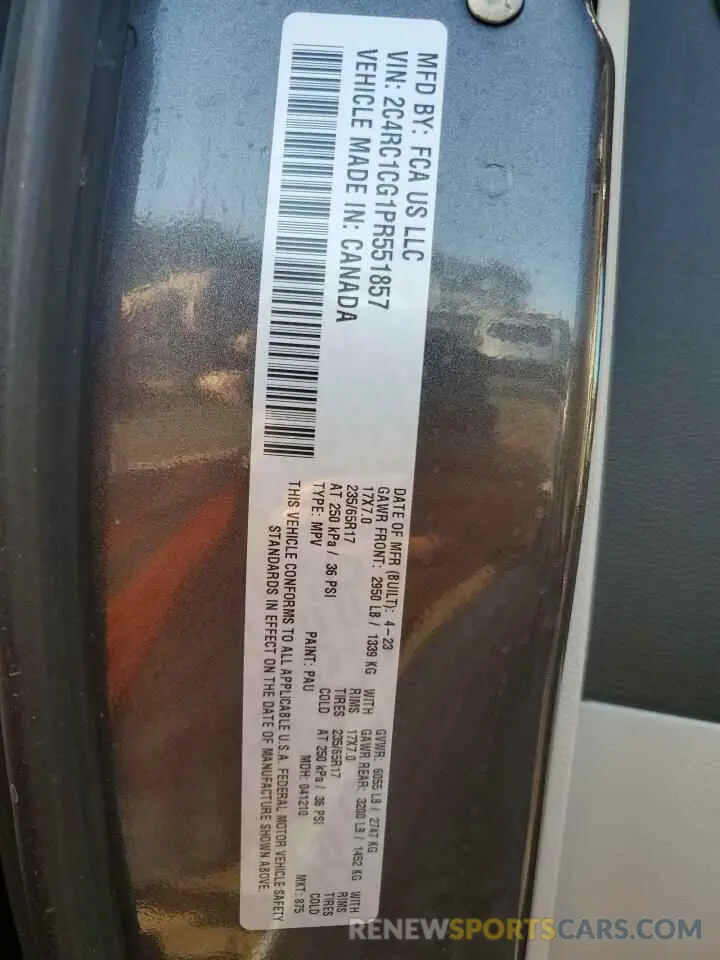 MFD BY: FCA US LLC
VIN: 2C4RC1CG1PR551857
VEHICLE MADE IN: CANADA
DATE OF MFR (BUILT): 4-23 GVWR: 6055 LB / 2747 KG
GAWR FRONT: 2950 LB / 1339 KG WITH GAWR REAR: 3200 LB / 1452 KG WITH
17X7.0 RIMS 17X7.0 RIMS
235/65R17 TIRES 235/65R17 TIRES
AT 250 kPa / 36 PSI COLD AT 250 kPa / 36 PSI COLD
TYPE: MPV PAINT: PAU MDH: 041210 MKT: 875
THIS VEHICLE CONFORMS TO ALL APPLICABLE U.S.A. FEDERAL MOTOR VEHICLE SAFETY
STANDARDS IN EFFECT ON THE DATE OF MANUFACTURE SHOWN ABOVE
RENEWSPORTSCARS.COM